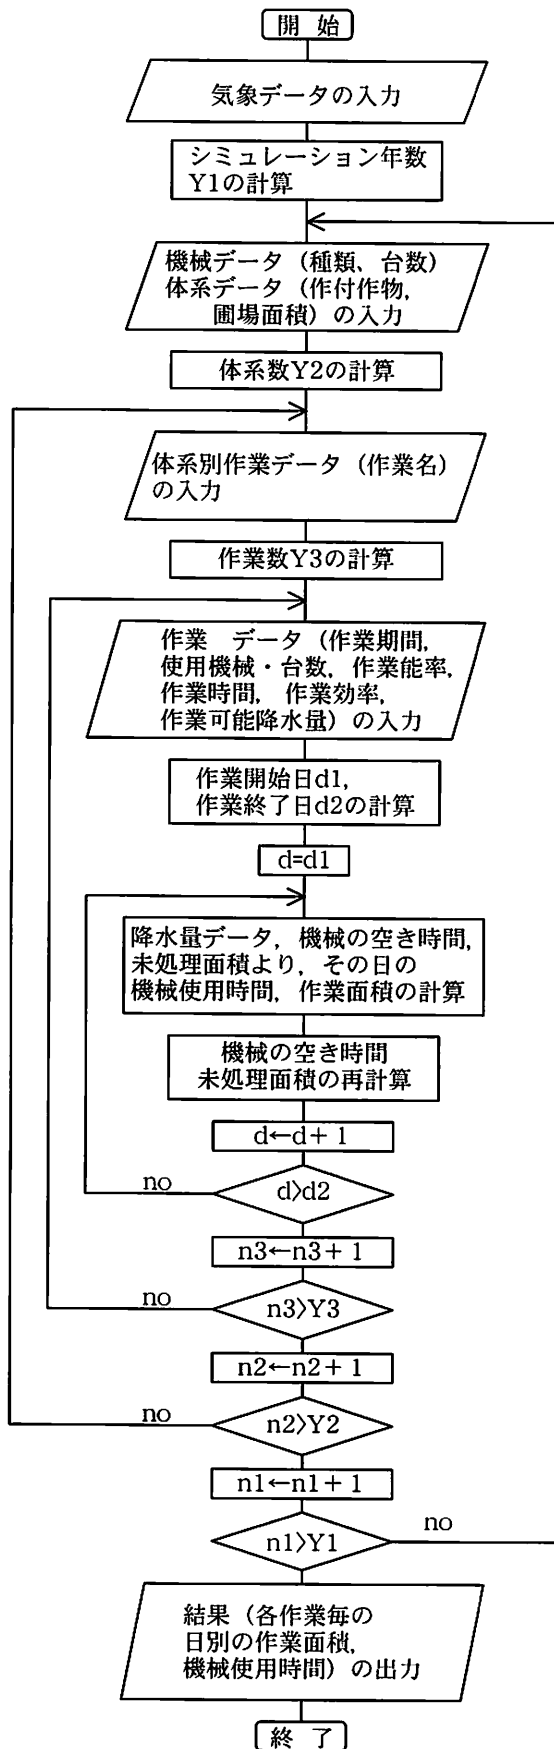 開 始
気象データの入力
シミュレーション年数
Y1の計算
機械データ（種類、台数）
体系データ（作付作物，
圃場面積）の入力
体系数Y2の計算
体系別作業データ（作業名）
の入力
作業数Y3の計算
作業　データ（作業期間，
使用機械・台数，作業能率，
作業時間，作業効率，
作業可能降水量）の入力
作業開始日d1，
作業終了日d2の計算
d=d1
降水量データ，機械の空き時間，
未処理面積より，その日の
機械使用時間，作業面積の計算
機械の空き時間
未処理面積の再計算
d←d+1
no
d>d2
n3←n3+1
no
n3>Y3
n2←n2+1
no
n2>Y2
n1←n1+1
no
n1>Y1
結果（各作業毎の
日別の作業面積，
機械使用時間）の出力
終 了